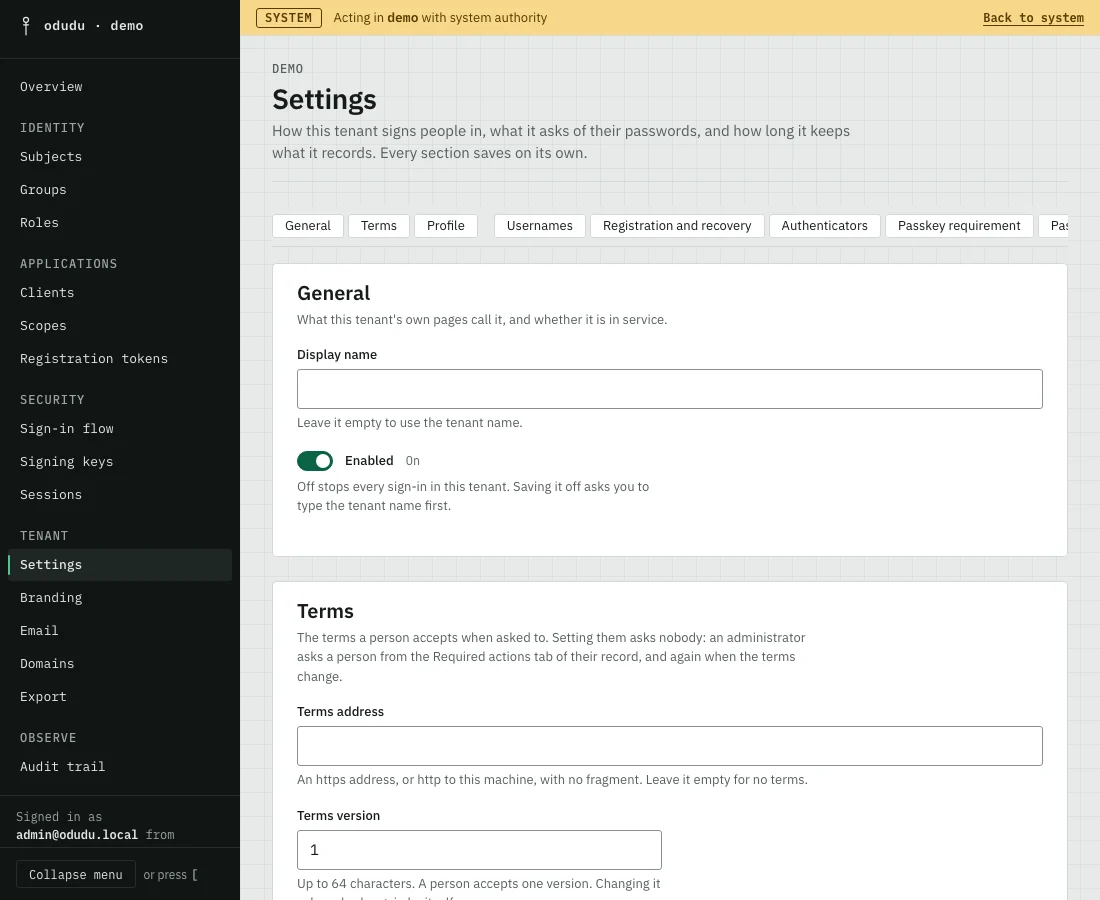 odudu · demo
Overview
IDENTITY
Subjects
Groups
Roles
APPLICATIONS
Clients
Scopes
Registration tokens
SECURITY
Sign-in flow
Signing keys
Sessions
TENANT
Settings
Branding
Email
Domains
Export
OBSERVE
Audit trail
Signed in as
admin@odudu.local from
Collapse menu or press [
SYSTEM Acting in demo with system authority Back to system
DEMO
Settings
How this tenant signs people in, what it asks of their passwords, and how long it keeps
what it records. Every section saves on its own.
General Terms Profile Usernames Registration and recovery Authenticators Passkey requirement
General
What this tenant's own pages call it, and whether it is in service.
Display name
Leave it empty to use the tenant name.
Enabled On
Off stops every sign-in in this tenant. Saving it off asks you to
type the tenant name first.
Terms
The terms a person accepts when asked to. Setting them asks nobody: an administrator
asks a person from the Required actions tab of their record, and again when the terms
change.
Terms address
An https address, or http to this machine, with no fragment. Leave it empty for no terms.
Terms version
1
Up to 64 characters. A person accepts one version. Changing it